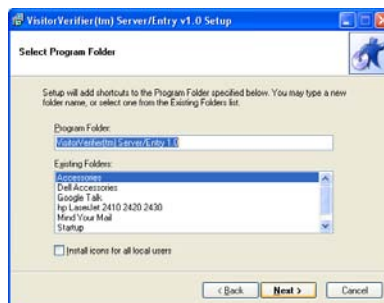 VisitorVerifier(tm) Server/Entry v1.0 Setup
Select Program Folder
Setup will add shortcuts to the Program Folder specified below. You may type a new
folder name, or select one from the Existing Folders list.
Program Folder:
VisitorVerifier(tm) Server/Entry 1.0
Existing Folders:
Accessories
Dell Accessories
Google Talk
hp LaserJet 2410 2420 2430
Mind Your Mail
Startup
Install icons for all local users
< Back
Next >
Cancel